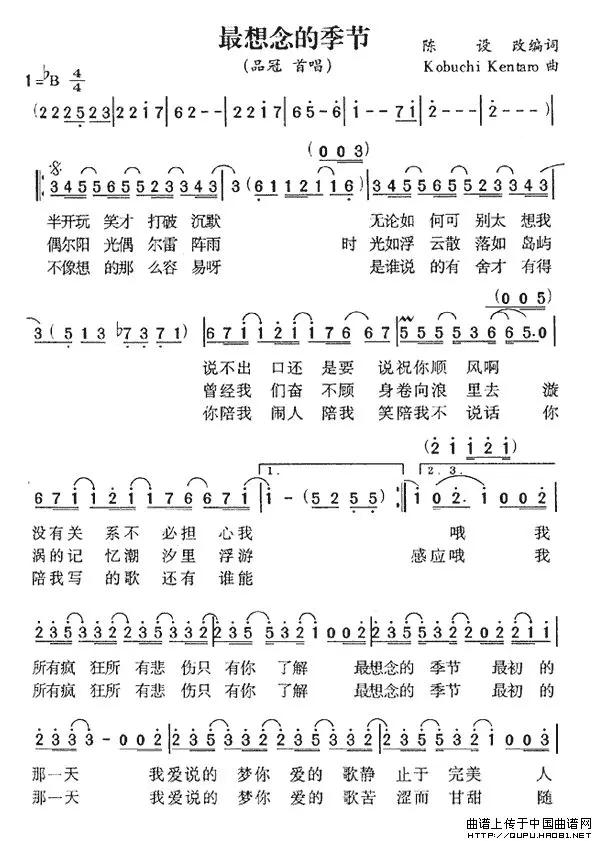 最想念的季节
(品冠 首唱)
陈 设 改编词
Kobuchi Kentaro 曲
1=♭B 4/4
半开玩 笑才 打破 沉默 无论如 何可 别太 想我
偶尔阳 光偶 尔雷 阵雨 时 光如浮 云散 落如 岛屿
不像想 的那 么容 易呀 是谁说 的有 舍才 有得
说不出 口还 是要 说祝你顺 风啊
曾经我 们奋 不顾 身卷向浪 里去 漩
你陪我 闹人 陪我 笑陪我不 说话 你
1.
2. 3.
没有关 系不 必担 心我 哦 我
涡的记 忆潮 汐里 浮游 感应哦 我
陪我写 的歌 还有 谁能
所有疯 狂所 有悲 伤只 有你 了解 最想念的 季节 最初 的
所有疯 狂所 有悲 伤只 有你 了解 最想念的 季节 最初 的
那一天 我爱说的 梦你 爱的 歌静 止于 完美 人
那一天 我爱说的 梦你 爱的 歌苦 涩而 甘甜 随
曲谱上传于中国曲谱网
HTTP://QUPU.HAO81.NET